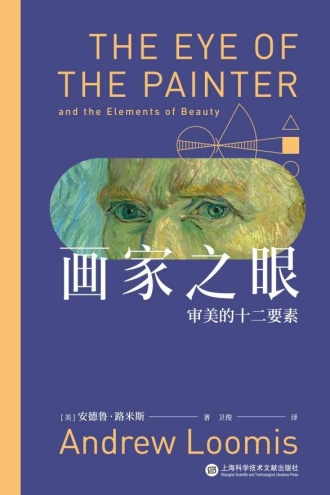 THE EYE OF
THE PAINTER
and the Elements of Beauty
画家之眼
审美的十二要素
[美] 安德鲁·路米斯 著 卫俊 译
Andrew Loomis
上海科学技术文献出版社
Shanghai Scientific and Technological Literature Press